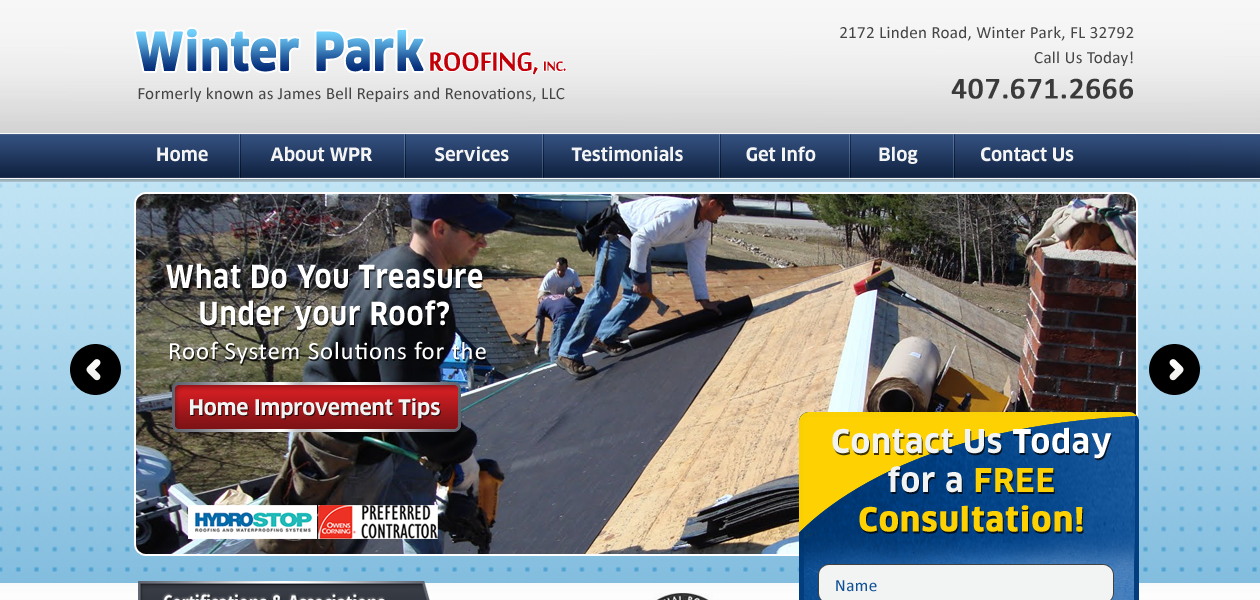 Winter Park ROOFING, INC.
Formerly known as James Bell Repairs and Renovations, LLC
2172 Linden Road, Winter Park, FL 32792
Call Us Today!
407.671.2666
Home About WPR Services Testimonials Get Info Blog Contact Us
What Do You Treasure
Under your Roof?
Roof System Solutions for the
Home Improvement Tips
HYDROSTOP
ROOFING AND WATERPROOFING SYSTEMS
OWENS
CORNING
PREFERRED
CONTRACTOR
Contact Us Today
for a FREE
Consultation!
Name
Certifications & Associations